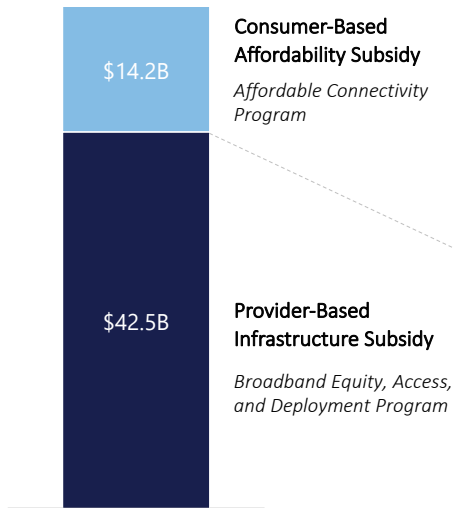 Consumer-Based
Affordability Subsidy
$14.2B
Affordable Connectivity
Program
Provider-Based
Infrastructure Subsidy
$42.5B
Broadband Equity, Access,
and Deployment Program